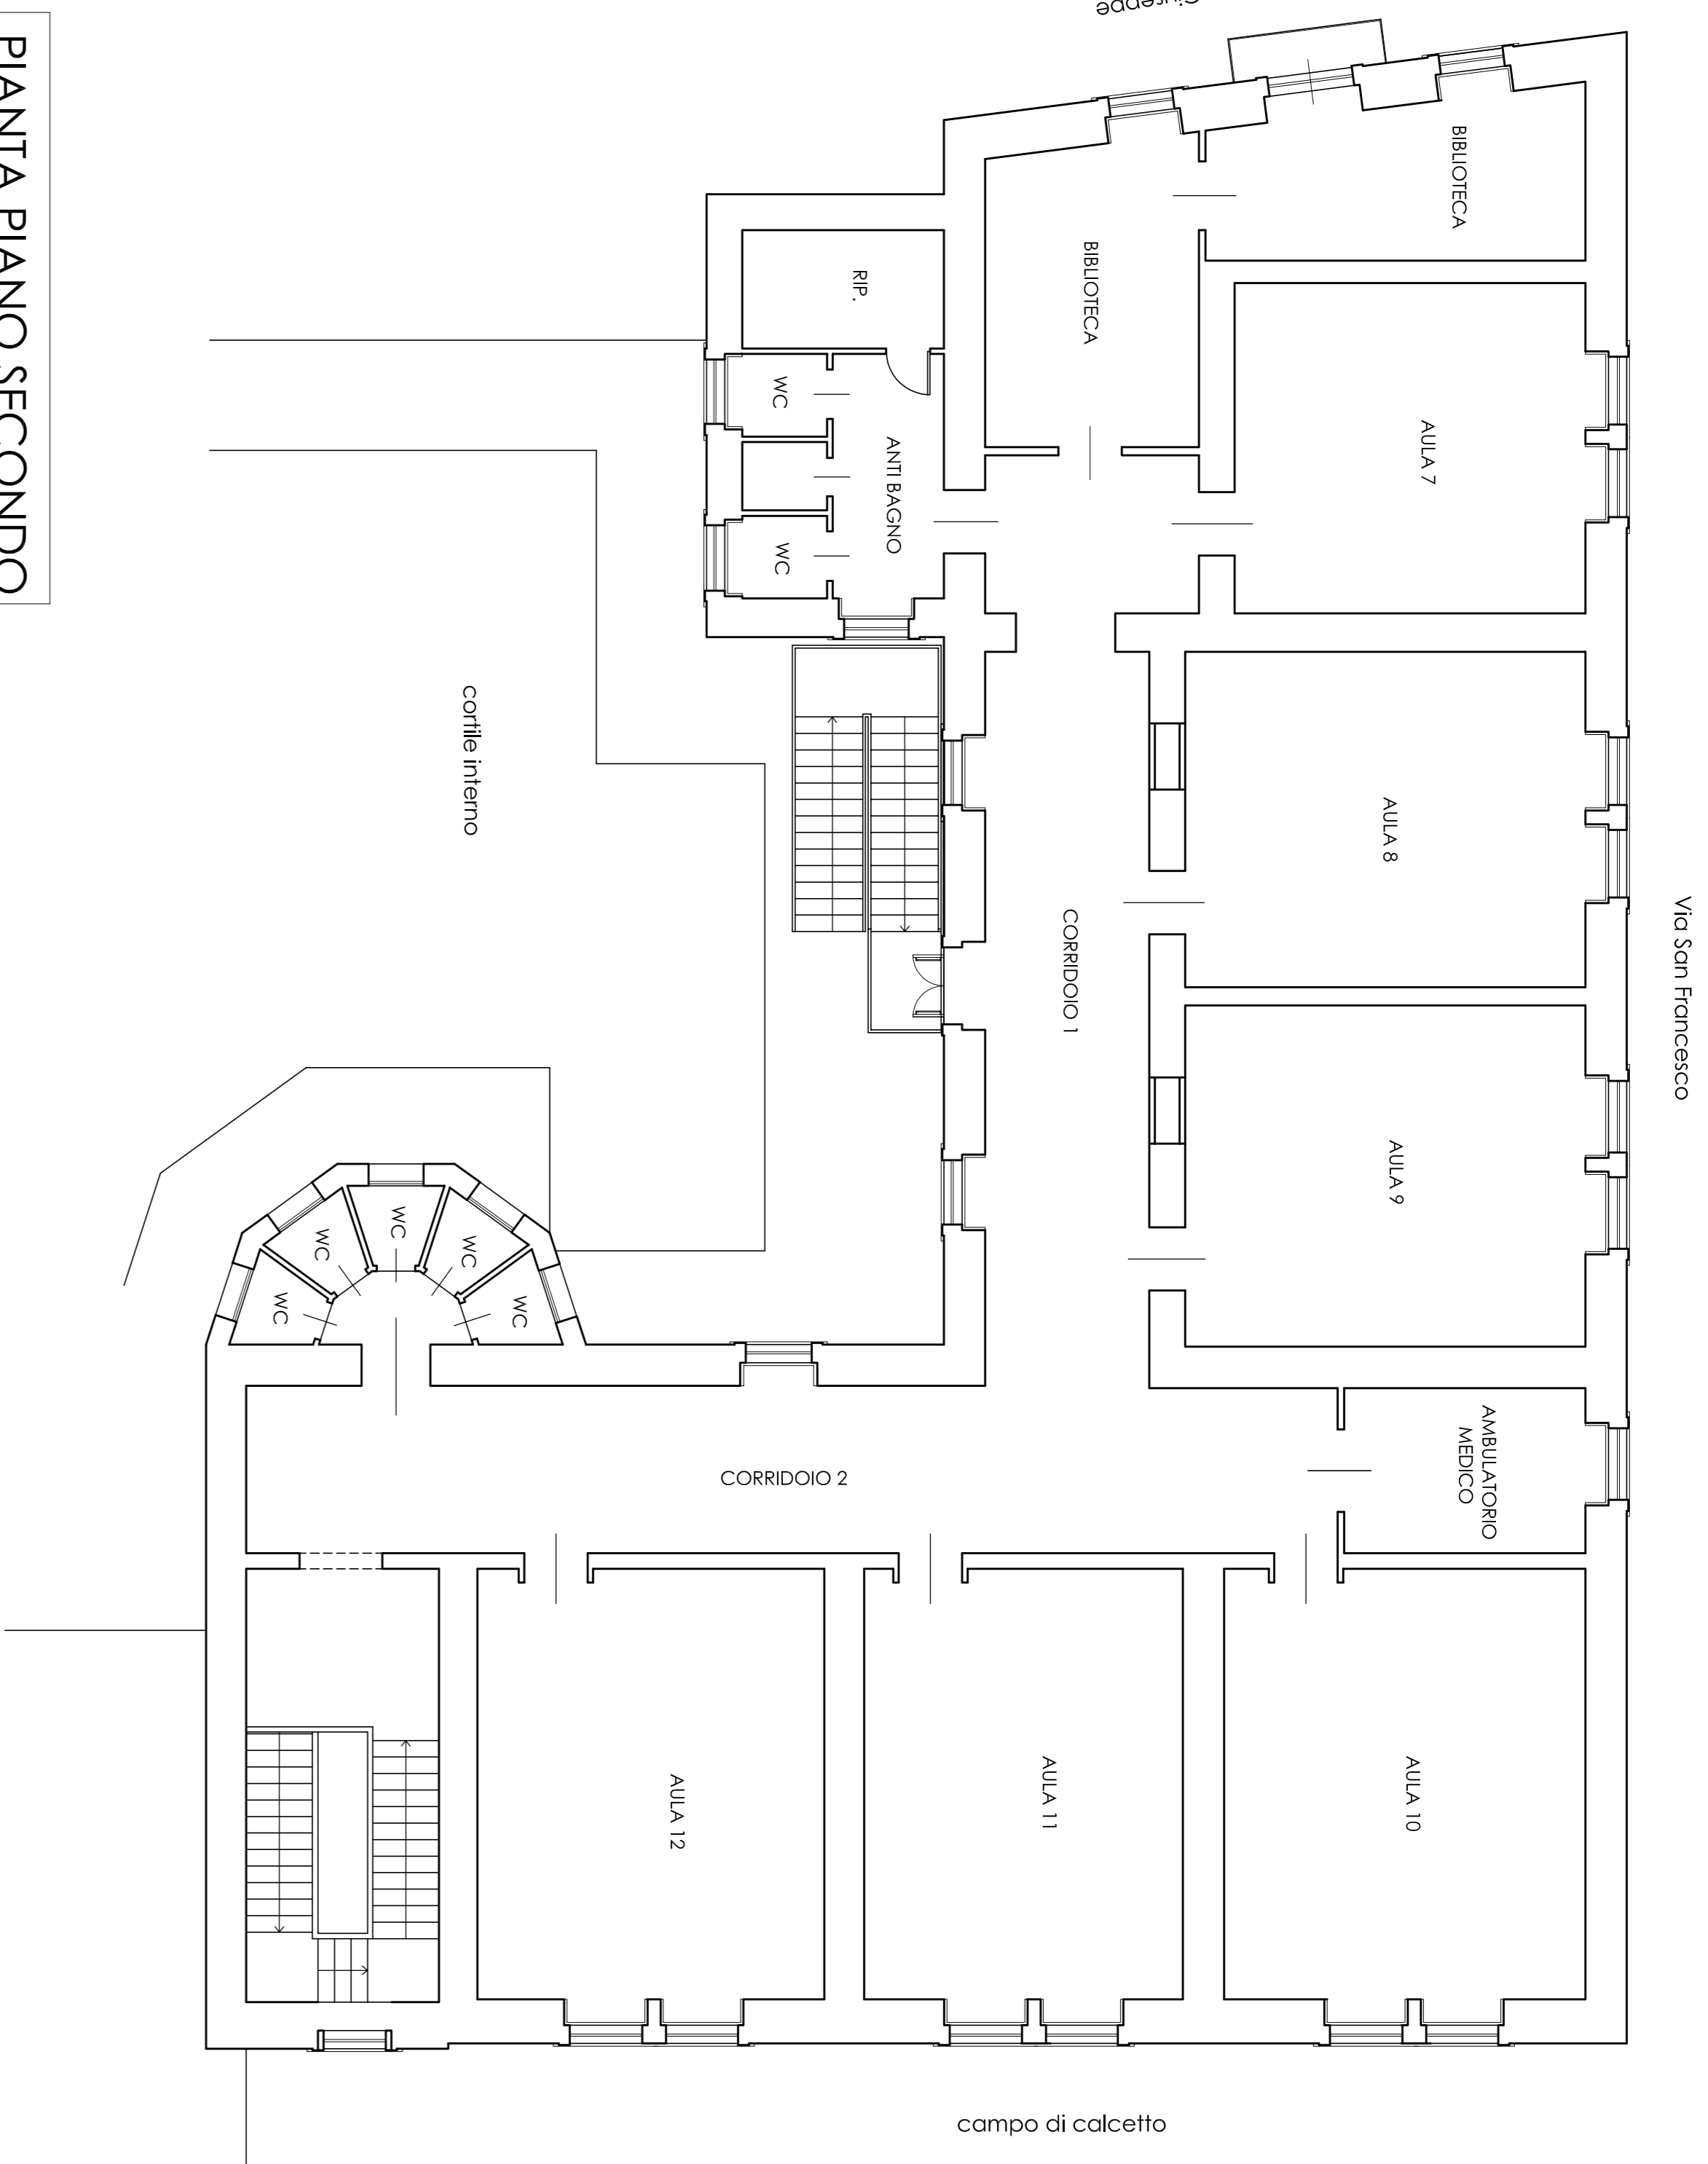 Giuseppe
BIBLIOTECA
BIBLIOTECA
RIP.
WC
ANTI BAGNO
WC
AULA 7
AULA 8
Via San Francesco
CORRIDOIO 1
AULA 9
cortile interno
WC
WC
WC
WC
WC
AMBULATORIO
MEDICO
CORRIDOIO 2
AULA 12
AULA 11
AULA 10
campo di calcetto
PIANTA PIANO SECONDO